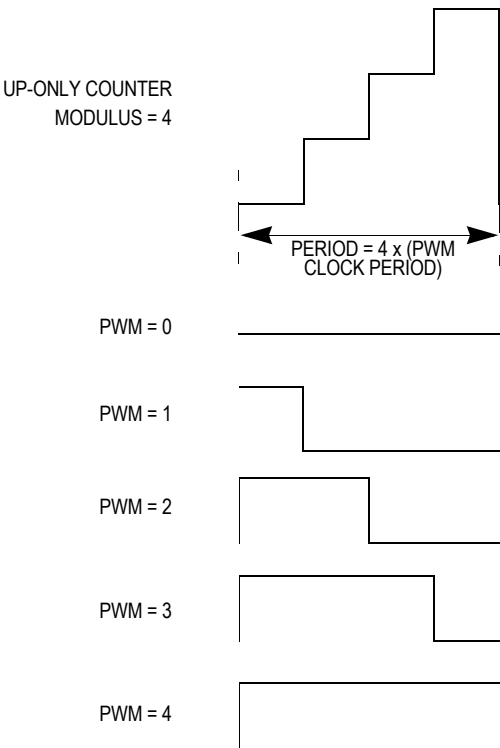 UP-ONLY COUNTER
MODULUS = 4
PERIOD = 4 x (PWM
CLOCK PERIOD)
PWM = 0
PWM = 1
PWM = 2
PWM = 3
PWM = 4